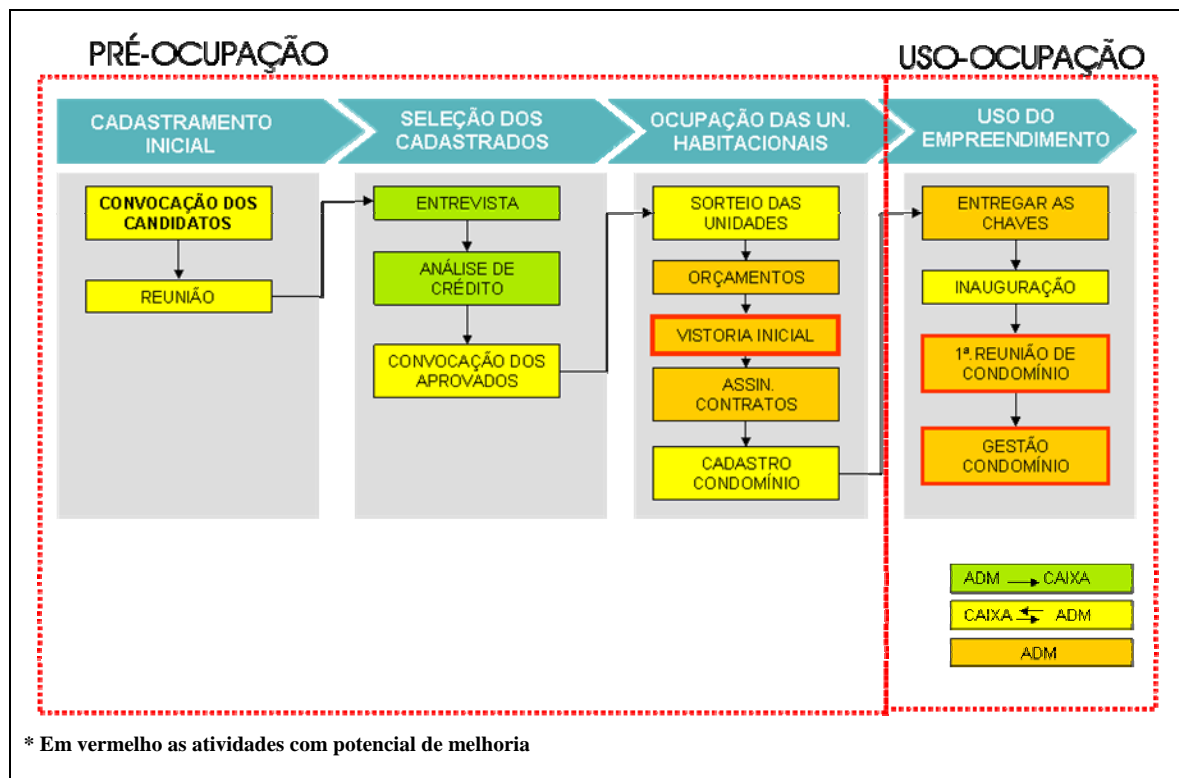 PRÉ-OCUPAÇÃO
USO-OCUPAÇÃO
CADASTRAMENTO
INICIAL
SELEÇÃO DOS
CADASTRADOS
OCUPAÇÃO DAS UN.
HABITACIONAIS
USO DO
EMPREENDIMENTO
CONVOCAÇÃO DOS
CANDIDATOS
REUNIÃO
ENTREVISTA
ANÁLISE DE
CRÉDITO
CONVOCAÇÃO DOS
APROVADOS
SORTEIO DAS
UNIDADES
ORÇAMENTOS
VISTORIA INICIAL
ASSIN.
CONTRATOS
CADASTRO
CONDOMÍNIO
ENTREGAR AS
CHAVES
INAUGURAÇÃO
1ª. REUNIÃO DE
CONDOMÍNIO
GESTÃO
CONDOMÍNIO
ADM CAIXA
CAIXA ADM
ADM
* Em vermelho as atividades com potencial de melhoria